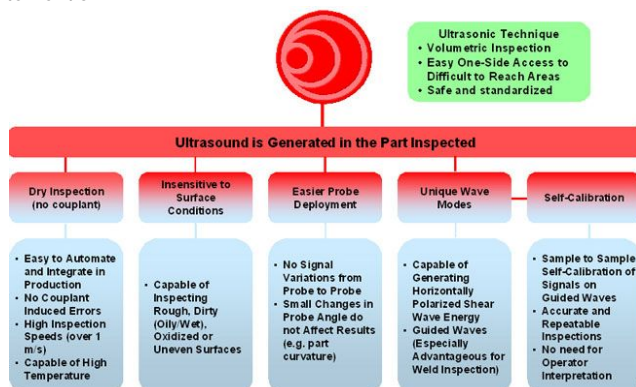 Ultrasonic Technique
• Volumetric Inspection
• Easy One-Side Access to
Difficult to Reach Areas
• Safe and standardized
Ultrasound is Generated in the Part Inspected
Dry Inspection
(no couplant)
Insensitive to
Surface
Conditions
Easier Probe
Deployment
Unique Wave
Modes
Self-Calibration
• Easy to Automate
and Integrate in
Production
• No Couplant
Induced Errors
• High Inspection
Speeds (over 1
m/s)
• Capable of High
Temperature
• Capable of
Inspecting
Rough, Dirty
(Oily/Wet),
Oxidized or
Uneven Surfaces
• No Signal
Variations from
Probe to Probe
• Small Changes in
Probe Angle do
not Affect Results
(e.g. part
curvature)
• Capable of
Generating
Horizontally
Polarized Shear
Wave Energy
• Guided Waves
(Especially
Advantageous for
Weld Inspection)
• Sample to Sample
Self-Calibration of
Signals on
Guided Waves
• Accurate and
Repeatable
Inspections
• No need for
Operator
Interpretation